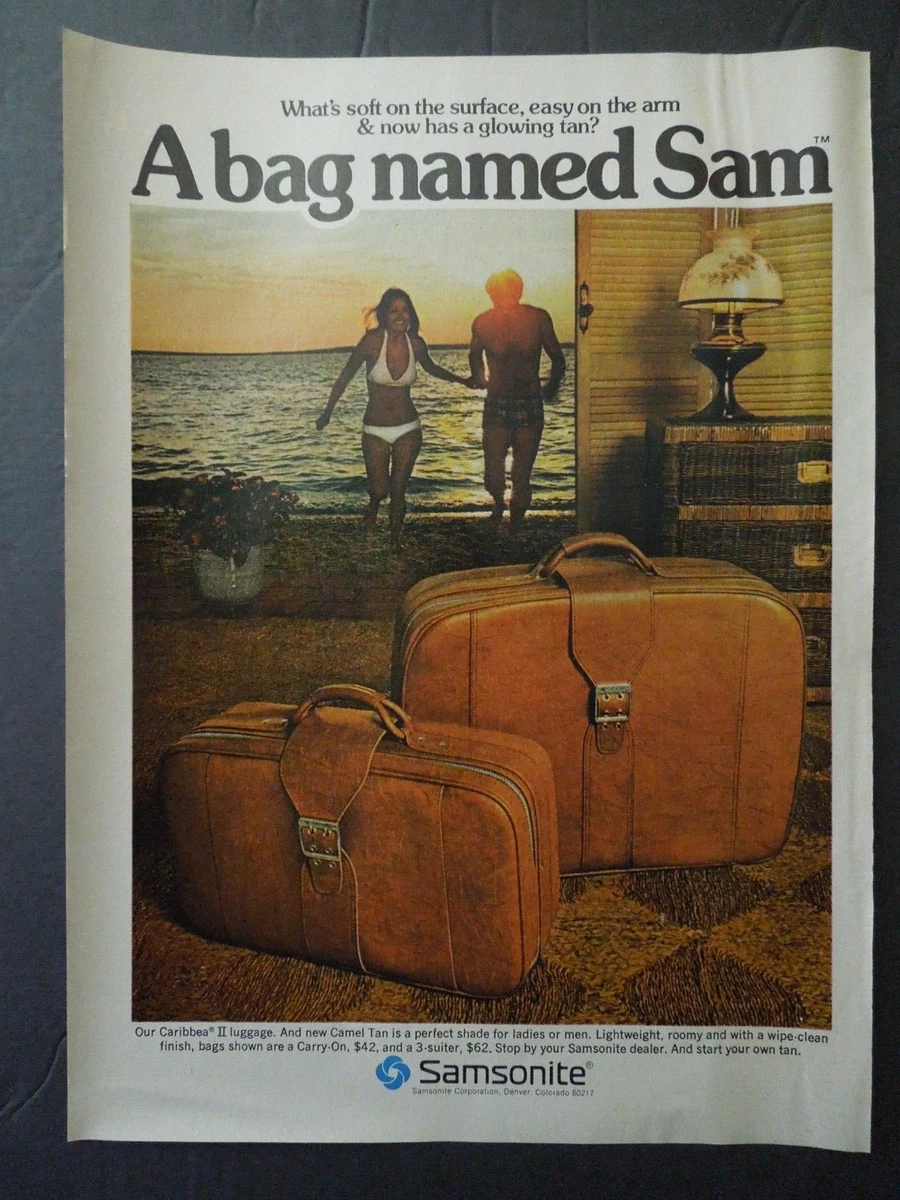 What's soft on the surface, easy on the arm
& now has a glowing tan?
A bag named Sam™
Our Caribbea® II luggage. And new Camel Tan is a perfect shade for ladies or men. Lightweight, roomy and with a wipe-clean
finish, bags shown are a Carry-On, $42, and a 3-suiter, $62. Stop by your Samsonite dealer. And start your own tan.
Samsonite®
Samsonite Corporation, Denver, Colorado 80217